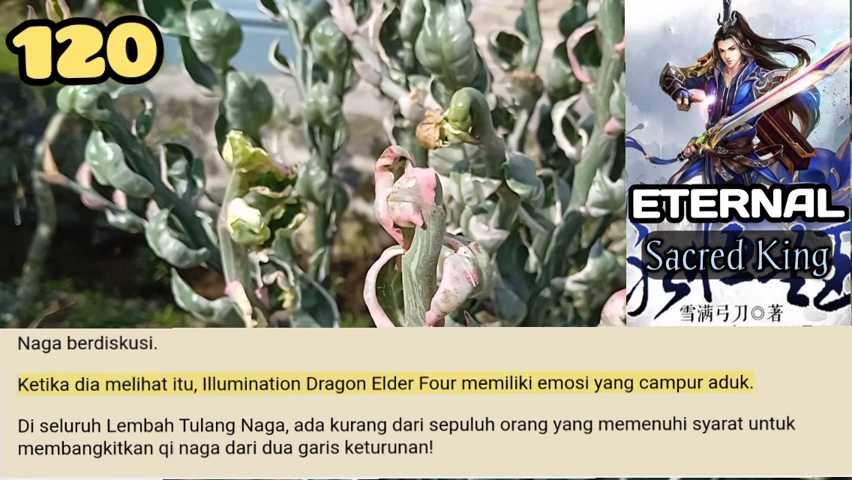 120
ETERNAL
Sacred King
雪满弓刀◎著
Naga berdiskusi.
Ketika dia melihat itu, Illumination Dragon Elder Four memiliki emosi yang campur aduk.
Di seluruh Lembah Tulang Naga, ada kurang dari sepuluh orang yang memenuhi syarat untuk
membangkitkan qi naga dari dua garis keturunan!